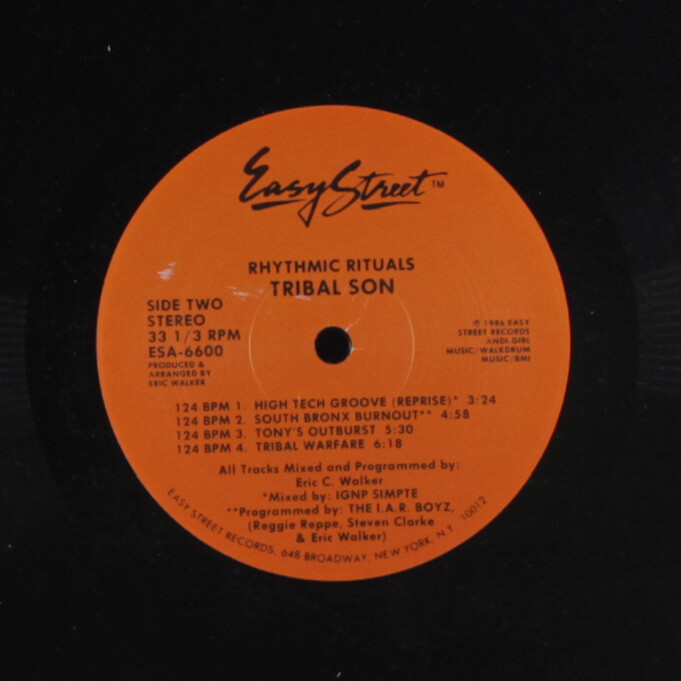 Easy Street™
RHYTHMIC RITUALS
TRIBAL SON
SIDE TWO
STEREO
33 1/3 RPM
ESA-6600
PRODUCED &
ARRANGED BY
ERIC WALKER
℗ 1986 EASY
STREET RECORDS
ANDI-GIRL
MUSIC/WALKDRUM
MUSIC/BMI
124 BPM 1. HIGH TECH GROOVE (REPRISE)* 3:24
124 BPM 2. SOUTH BRONX BURNOUT** 4:58
124 BPM 3. TONY'S OUTBURST 5:30
124 BPM 4. TRIBAL WARFARE 6:18
All Tracks Mixed and Programmed by:
Eric C. Walker
*Mixed by: IGNP SIMPTE
**Programmed by: THE I.A.R. BOYZ,
(Reggie Reppe, Steven Clarke
& Eric Walker)
EASY STREET RECORDS, 648 BROADWAY, NEW YORK, N.Y. 10012